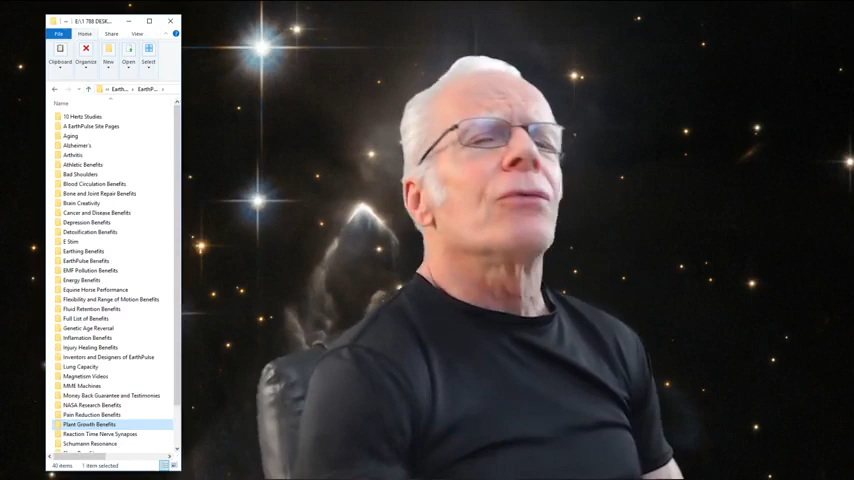 E:\1 788 DESK...
File
Home
Share
View
Clipboard
Organize
New
Open
Select
« Earth... › EarthP... ›
Name
10 Hertz Studies
A EarthPulse Site Pages
Aging
Alzheimer's
Arthritis
Athletic Benefits
Bad Shoulders
Blood Circulation Benefits
Bone and Joint Repair Benefits
Brain Creativity
Cancer and Disease Benefits
Depression Benefits
Detoxification Benefits
E Stim
Earthing Benefits
EarthPulse Benefits
EMF Pollution Benefits
Energy Benefits
Equine Horse Performance
Flexibility and Range of Motion Benefits
Fluid Retention Benefits
Full List of Benefits
Genetic Age Reversal
Inflamation Benefits
Injury Healing Benefits
Inventors and Designers of EarthPulse
Lung Capacity
Magnetism Videos
MME Machines
Money Back Guarantee and Testimonies
NASA Research Benefits
Pain Reduction Benefits
Plant Growth Benefits
Reaction Time Nerve Synapses
Schumann Resonance
40 items
1 item selected